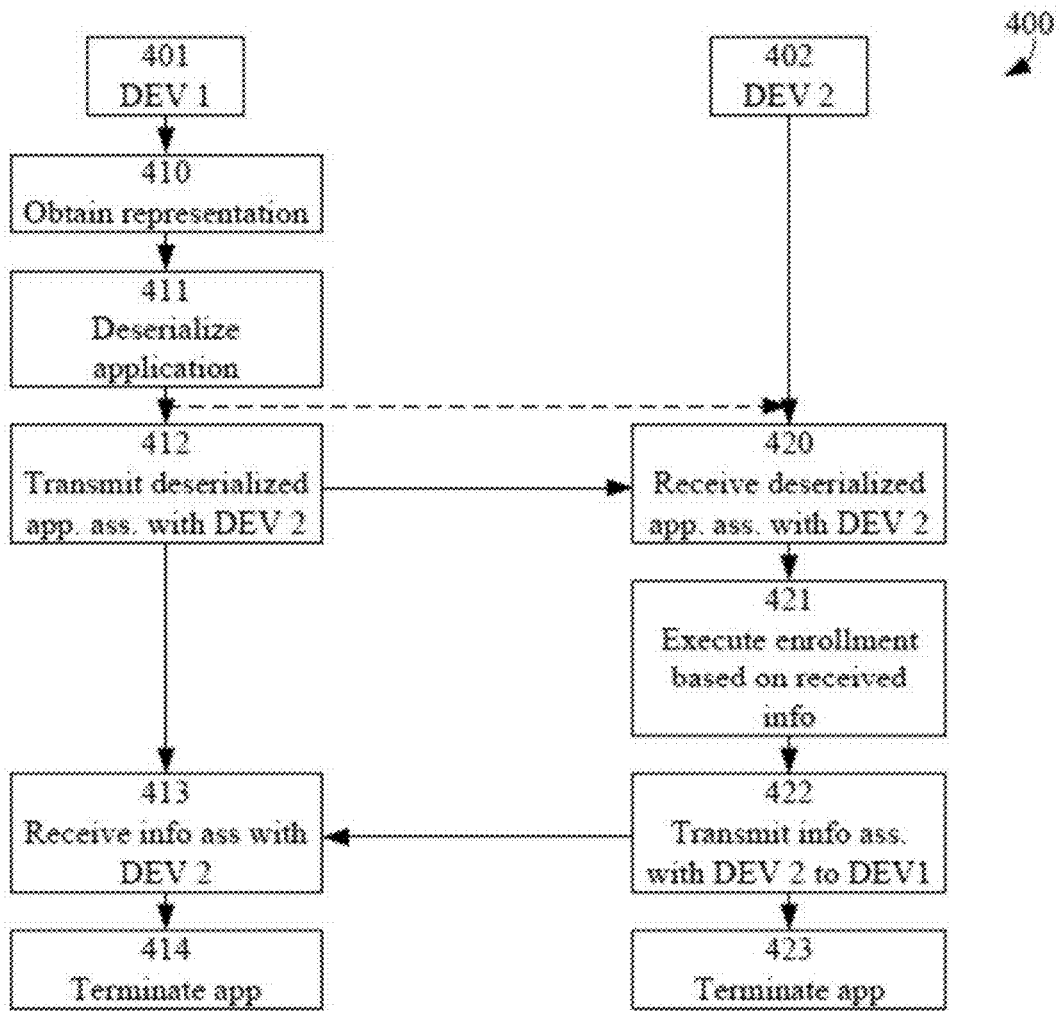 400
401
DEV 1
402
DEV 2
410
Obtain representation
411
Deserialize
application
412
Transmit deserialized
app. ass. with DEV 2
420
Receive deserialized
app. ass. with DEV 2
421
Execute enrollment
based on received
info
413
Receive info ass with
DEV 2
422
Transmit info ass.
with DEV 2 to DEV1
414
Terminate app
423
Terminate app